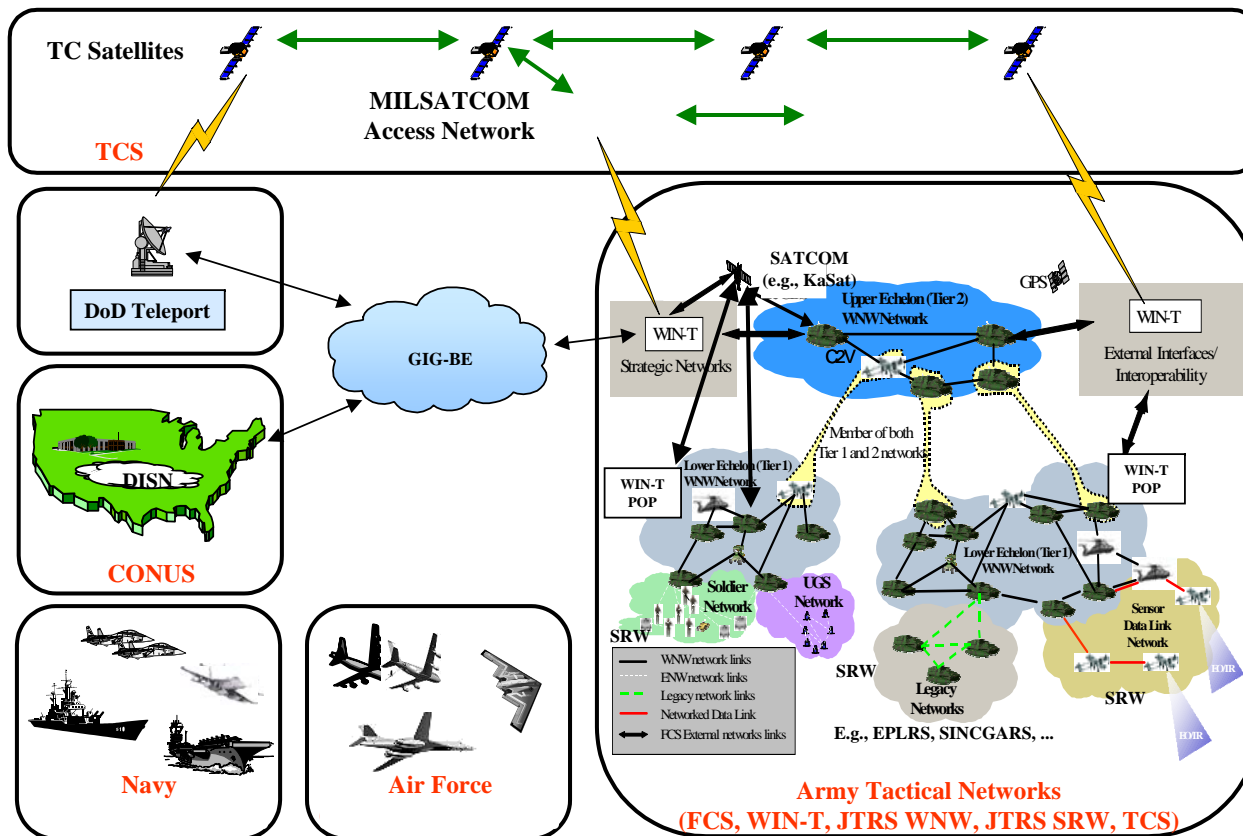 TC Satellites
MILSATCOM
Access Network
TCS
DoD Teleport
GIG-BE
DISN
CONUS
Navy
Air Force
SATCOM
(e.g., KaSat)
GPS
Upper Echelon (Tier 2)
WNW Network
WIN-T
Strategic Networks
C2V
WIN-T
External Interfaces/
Interoperability
Member of both
Tier 1 and 2 networks
WIN-T
POP
Lower Echelon (Tier 1)
WNW Network
WIN-T
POP
Lower Echelon (Tier 1)
WNW Network
Soldier
Network
SRW
UGS
Network
Sensor
Data Link
Network
SRW
SRW
Legacy
Networks
EO/IR
EO/IR
WNW network links
ENW network links
Legacy network links
Networked Data Link
FCS External networks links
E.g., EPLRS, SINCGARS, ...
Army Tactical Networks
(FCS, WIN-T, JTRS WNW, JTRS SRW, TCS)